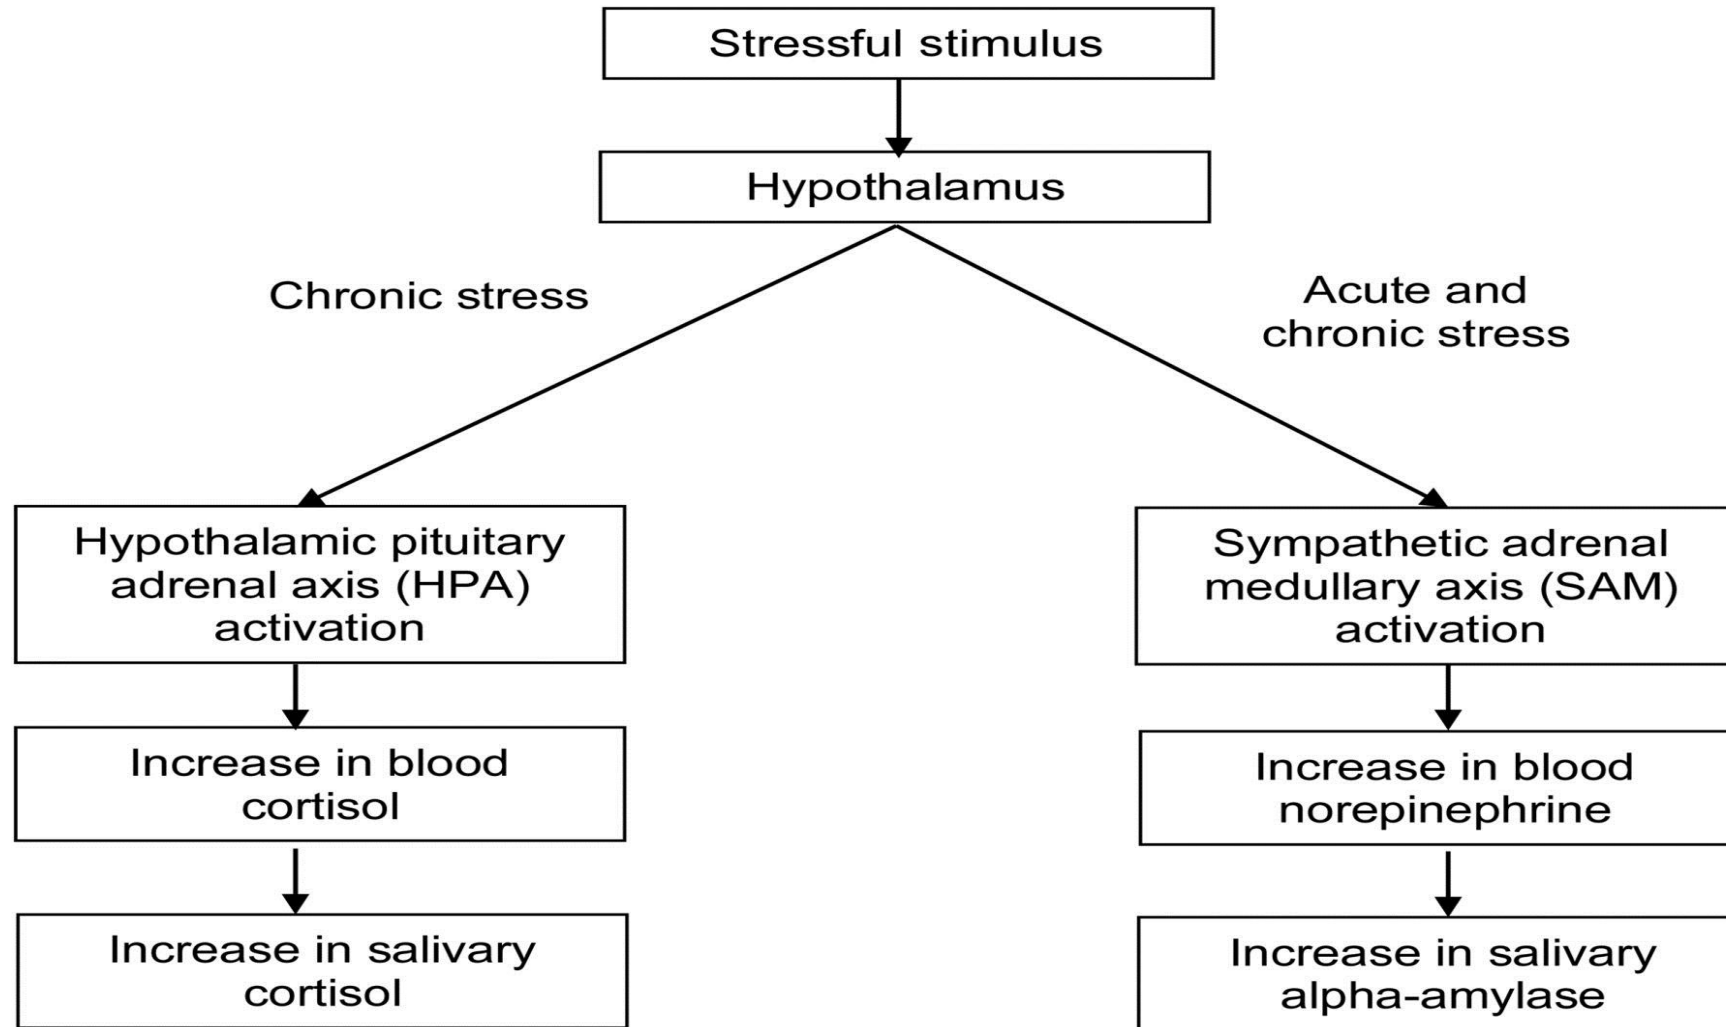 Stressful stimulus
Hypothalamus
Chronic stress
Acute and
chronic stress
Hypothalamic pituitary
adrenal axis (HPA)
activation
Sympathetic adrenal
medullary axis (SAM)
activation
Increase in blood
cortisol
Increase in blood
norepinephrine
Increase in salivary
cortisol
Increase in salivary
alpha-amylase